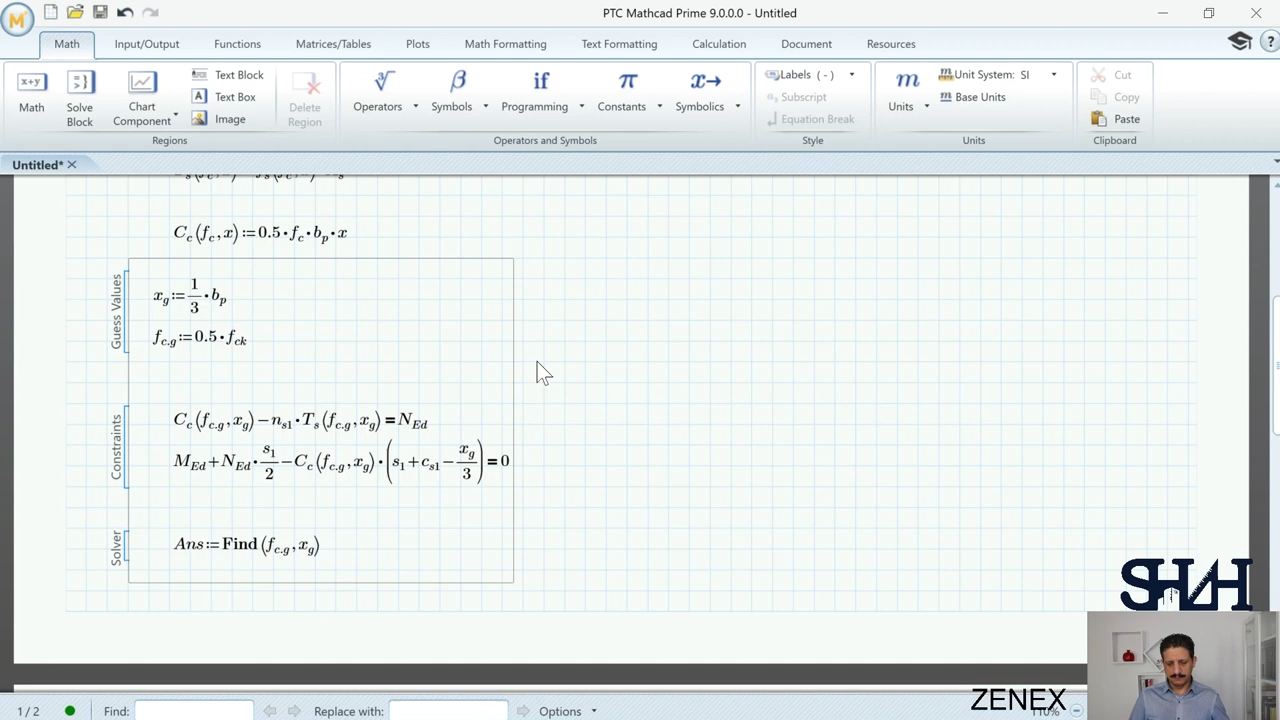 PTC Mathcad Prime 9.0.0.0 - Untitled
Math Input/Output Functions Matrices/Tables Plots Math Formatting Text Formatting Calculation Document Resources
Math
Solve Block
Chart Component
Text Block
Text Box
Image
Delete Region
Regions
Operators
Symbols
Programming
Constants
Symbolics
Operators and Symbols
Labels ( - )
Subscript
Equation Break
Style
Units
Unit System: SI
Base Units
Units
Cut
Copy
Paste
Clipboard
Untitled*
C_c(f_c, x) := 0.5 • f_c • b_p • x
Guess Values
x_g := 1/3 • b_p
f_c.g := 0.5 • f_ck
Constraints
C_c(f_c.g, x_g) − n_s1 • T_s(f_c.g, x_g) = N_Ed
M_Ed + N_Ed • s_1/2 − C_c(f_c.g, x_g) • (s_1 + c_s1 − x_g/3) = 0
Solver
Ans := Find(f_c.g, x_g)
SHZH
ZENEX
1 / 2 Find: Replace with: Options 110%